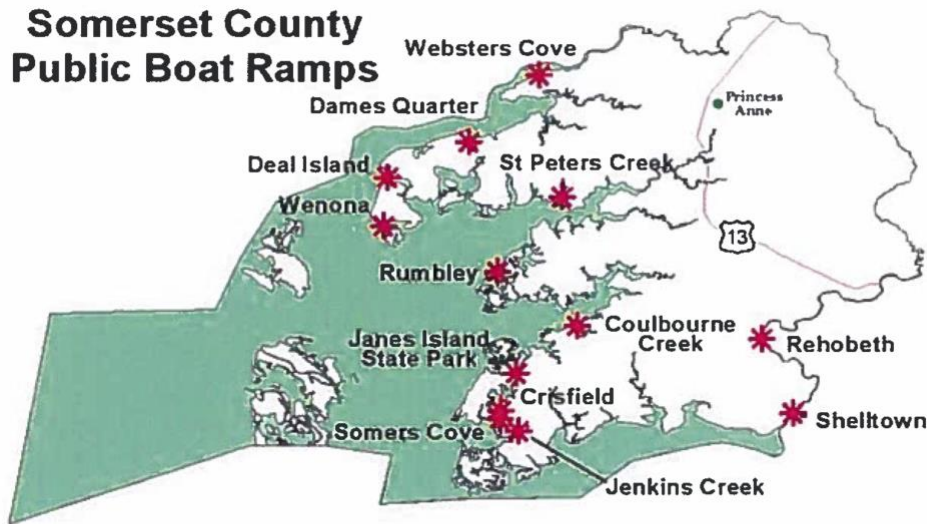 Somerset County
Public Boat Ramps
Websters Cove
Dames Quarter
Princess
Anne
Deal Island
St Peters Creek
Wenona
13
Rumbley
Janes Island
State Park
Coulbourne
Creek
Rehobeth
Crisfield
Somers Cove
Shelltown
Jenkins Creek